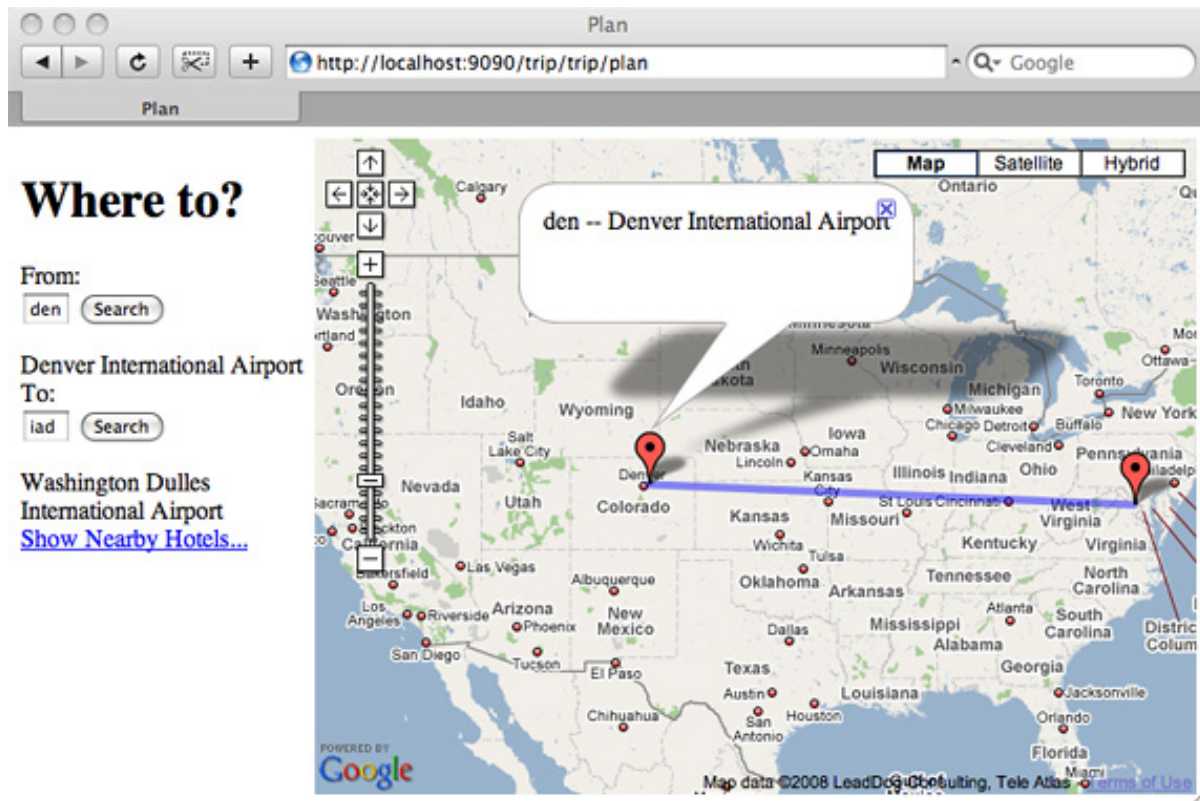 Plan
http://localhost:9090/trip/trip/plan
Google
Plan
Where to?
From:
den Search
Denver International Airport
To:
iad Search
Washington Dulles
International Airport
Show Nearby Hotels...
Map Satellite Hybrid
den -- Denver International Airport
Calgary
Ontario
Minneapolis
Wisconsin
Ottawa
Toronto
Michigan
Idaho
Wyoming
Milwaukee
New York
Chicago Detroit
Buffalo
Salt
Lake City
Nebraska
Iowa
Omaha
Lincoln
Cleveland
Nevada
Utah
Colorado
Kansas
City
Illinois Indiana
Ohio
St Louis Cincinnati
West
Virginia
Kansas
Missouri
Wichita
Kentucky
Virginia
Las Vegas
Albuquerque
Tulsa
Oklahoma
Arkansas
Tennessee
North
Carolina
Los
Angeles
Riverside
Arizona
Phoenix
New
Mexico
Dallas
Mississippi
Atlanta
South
Carolina
Alabama
San Diego
Tucson
El Paso
Texas
Georgia
Austin
Louisiana
Jacksonville
Chihuahua
San
Antonio
Houston
Orlando
Florida
Miami
POWERED BY
Google
Map data ©2008 LeadDog Consulting, Tele Atlas
Terms of Use